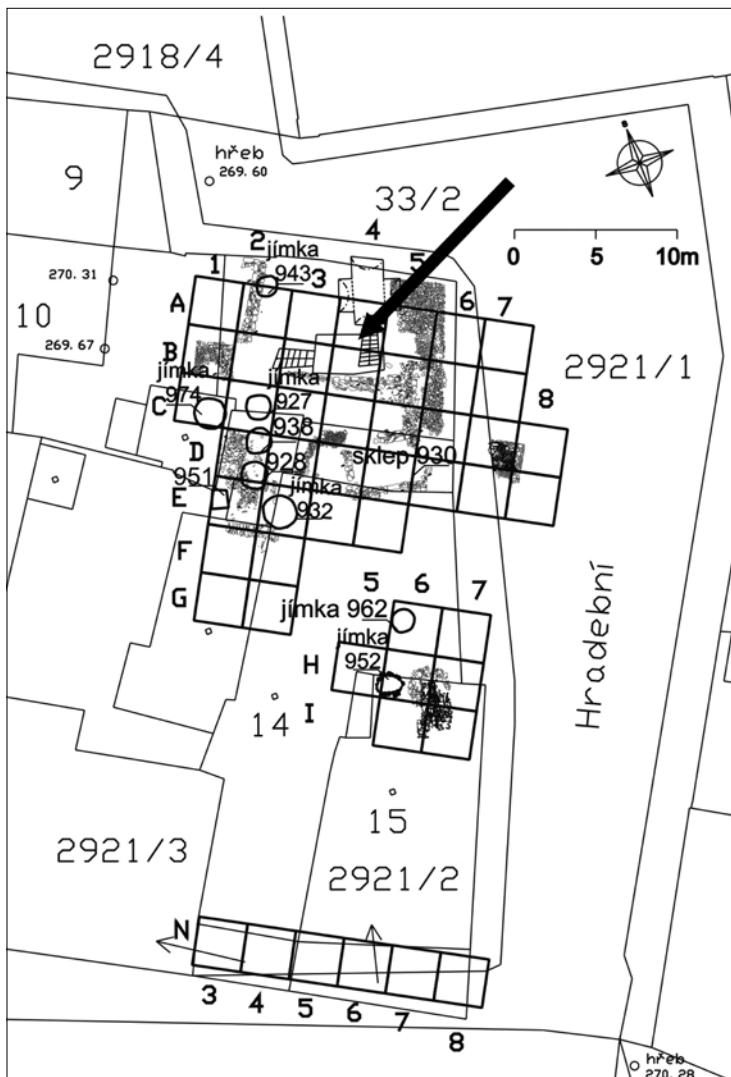 2918/4
hřeb
269.60
9
33/2
0 5 10m
270.31
1
2
jímka
943
3
4
5
6
7
A
10
269.67
B
2921/1
jímka
974
jímka
927
8
C
938
D
sklep 930
951
928
E
jímka
932
F
G
5 6 7
jímka 962
jímka
952
H
I
Hradební
14
15
2921/3
2921/2
N
3 4 5 6 7 8
hřeb
270.28